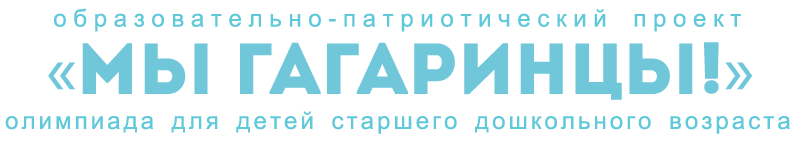 образовательно-патриотический проект
«МЫ ГАГАРИНЦЫ!»
олимпиада для детей старшего дошкольного возраста